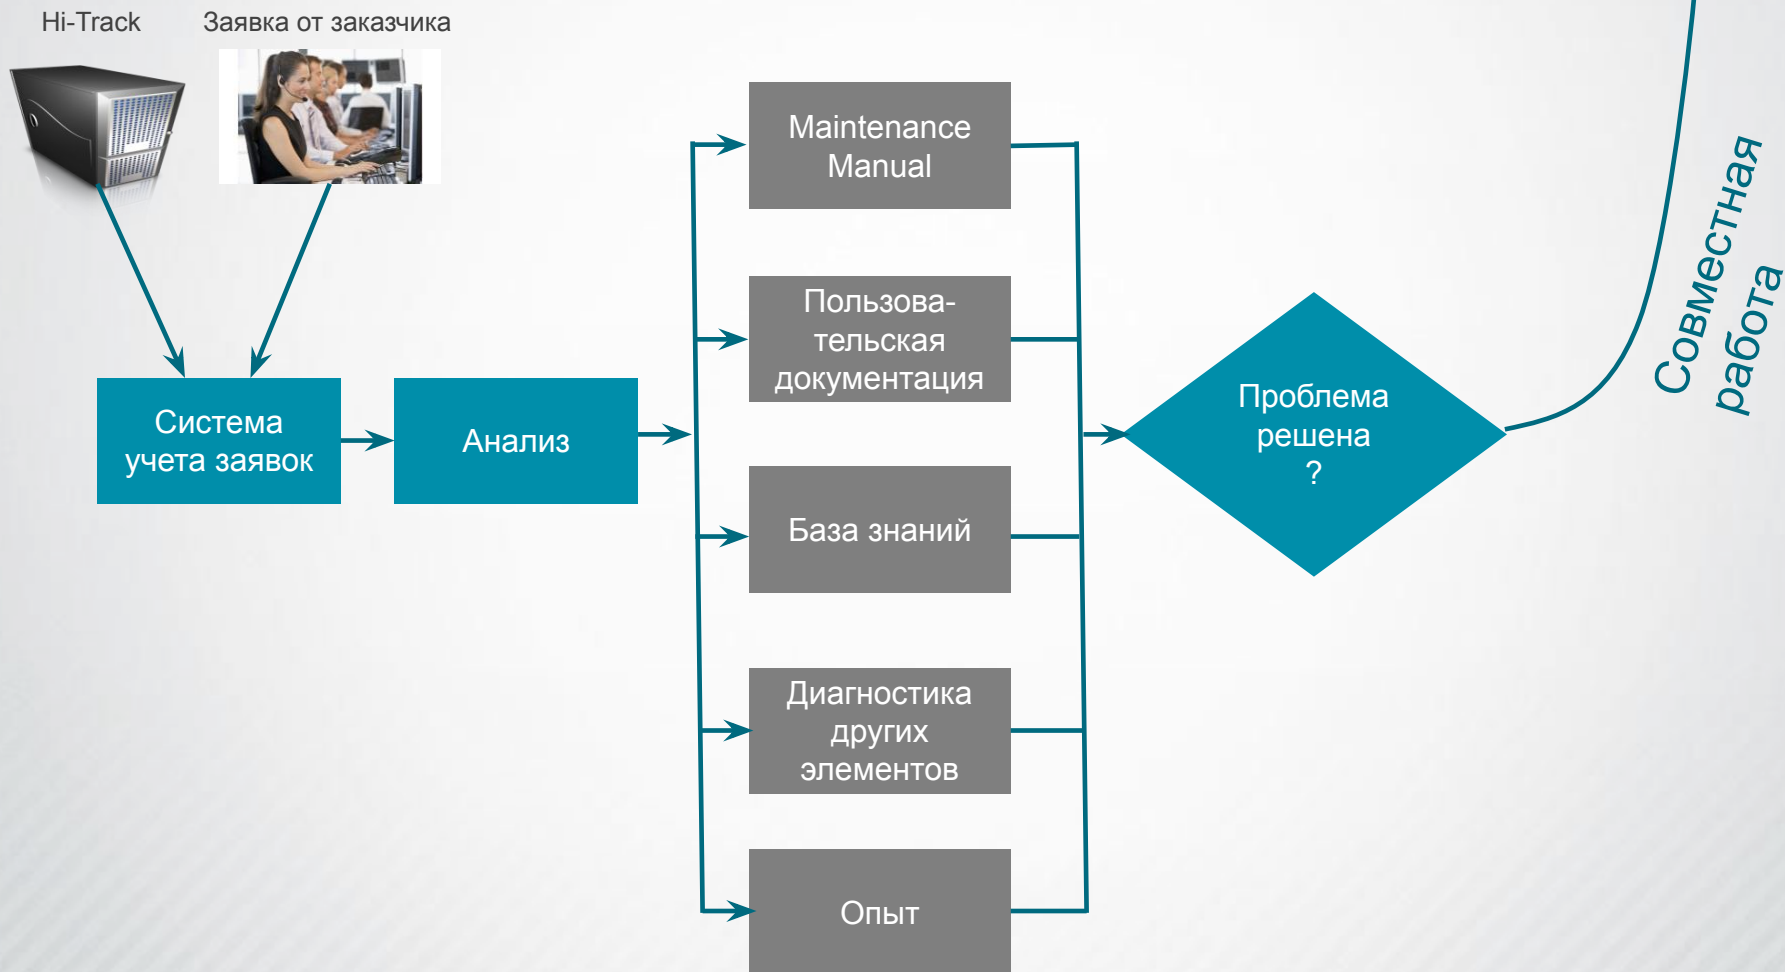 Hi-Track
Заявка от заказчика
Система
учета заявок
Анализ
Maintenance
Manual
Пользова-
тельская
документация
База знаний
Диагностика
других
элементов
Опыт
Проблема
решена
?
Совместная
работа